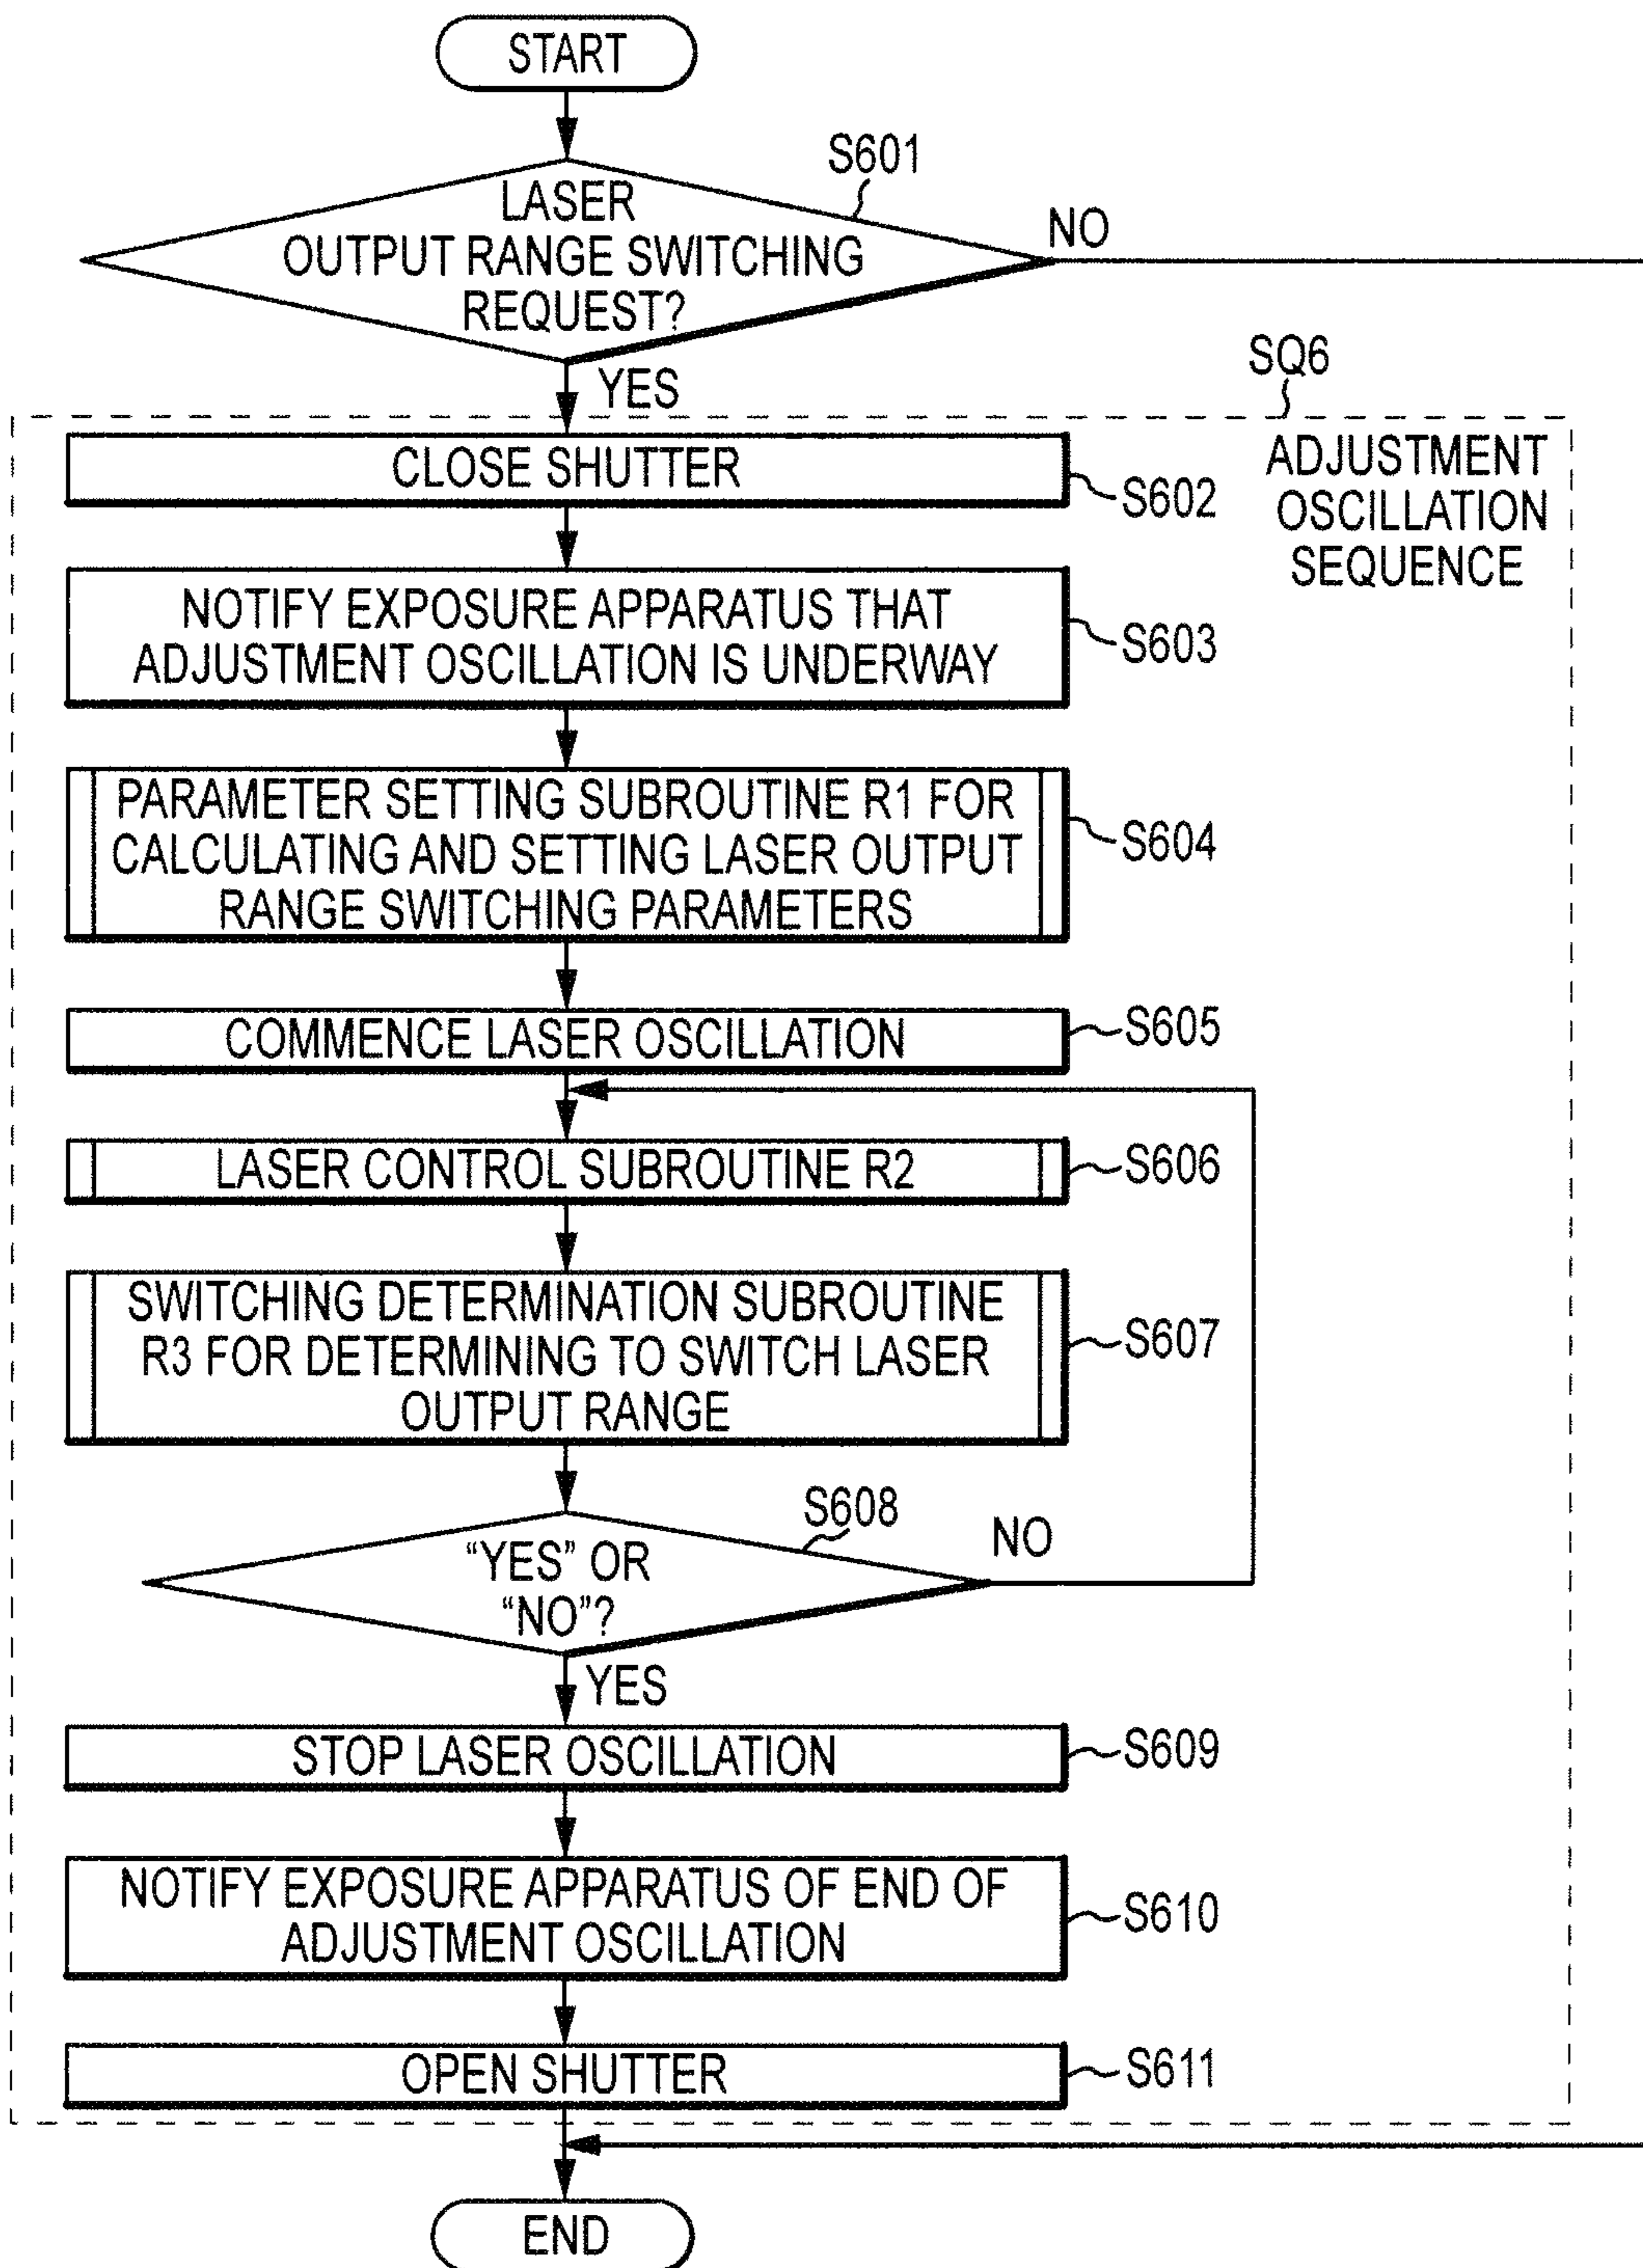 START
S601
LASER
OUTPUT RANGE SWITCHING
REQUEST?
NO
YES
SQ6
ADJUSTMENT
OSCILLATION
SEQUENCE
CLOSE SHUTTER
S602
NOTIFY EXPOSURE APPARATUS THAT
ADJUSTMENT OSCILLATION IS UNDERWAY
S603
PARAMETER SETTING SUBROUTINE R1 FOR
CALCULATING AND SETTING LASER OUTPUT
RANGE SWITCHING PARAMETERS
S604
COMMENCE LASER OSCILLATION
S605
LASER CONTROL SUBROUTINE R2
S606
SWITCHING DETERMINATION SUBROUTINE
R3 FOR DETERMINING TO SWITCH LASER
OUTPUT RANGE
S607
S608
“YES” OR
“NO”?
NO
YES
STOP LASER OSCILLATION
S609
NOTIFY EXPOSURE APPARATUS OF END OF
ADJUSTMENT OSCILLATION
S610
OPEN SHUTTER
S611
END